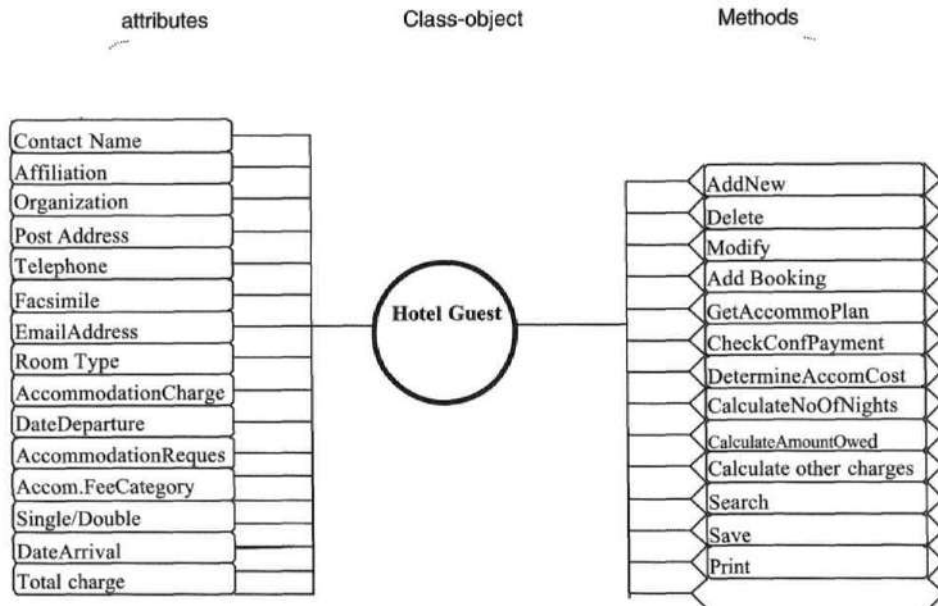 attributes Class-object Methods
Contact Name
Affiliation
Organization
Post Address
Telephone
Facsimile
EmailAddress
Room Type
AccommodationCharge
DateDeparture
AccommodationReques
Accom.FeeCategory
Single/Double
DateArrival
Total charge
Hotel Guest
AddNew
Delete
Modify
Add Booking
GetAccommoPlan
CheckConfPayment
DetermineAccomCost
CalculateNoOfNights
CalculateAmountOwed
Calculate other charges
Search
Save
Print